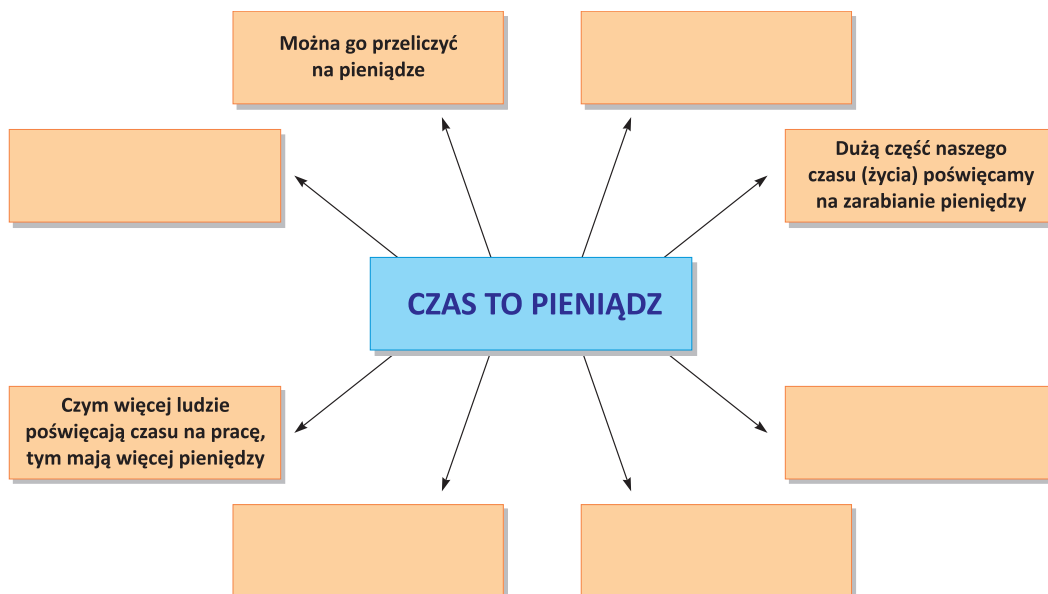 Można go przeliczyć
na pieniądze
Dużą część naszego
czasu (życia) poświęcamy
na zarabianie pieniędzy
CZAS TO PIENIĄDZ
Czym więcej ludzie
poświęcają czasu na pracę,
tym mają więcej pieniędzy